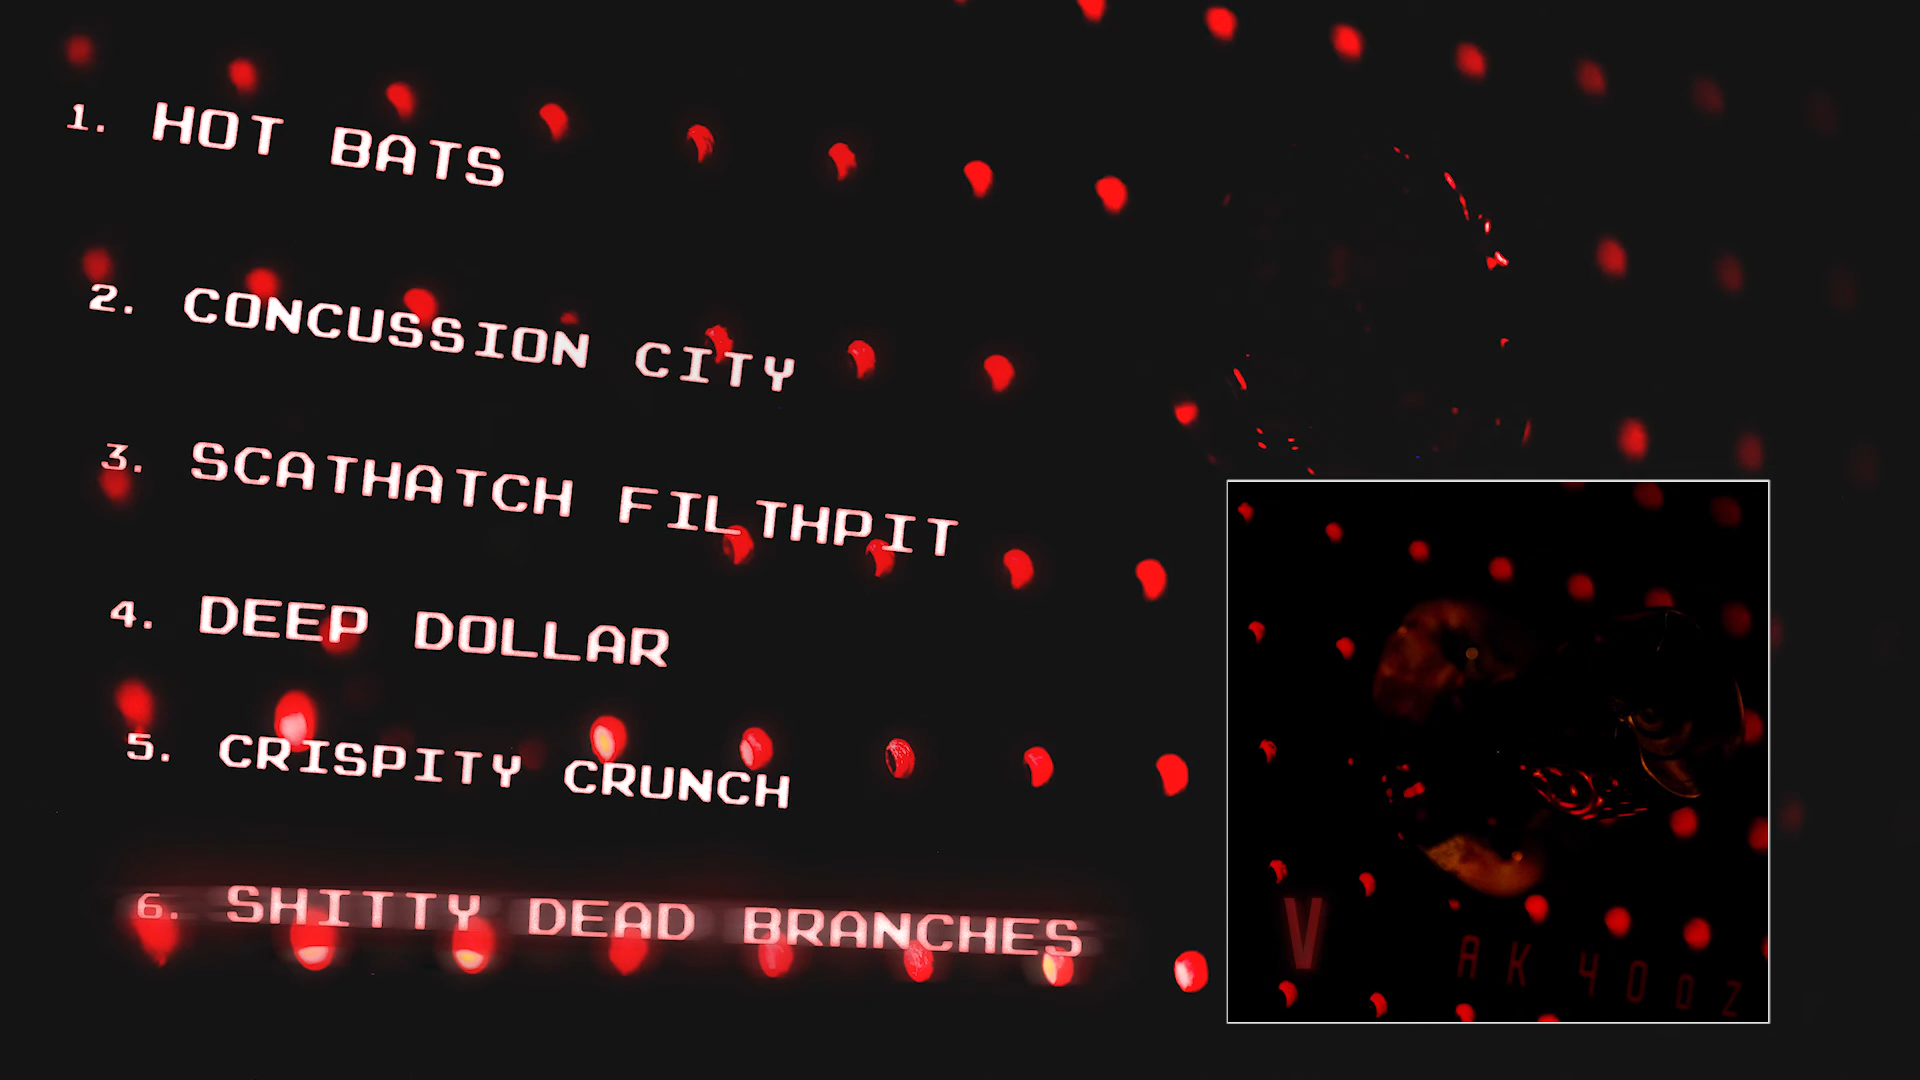 1. HOT BATS
2. CONCUSSION CITY
3. SCATHATCH FILTHPIT
4. DEEP DOLLAR
5. CRISPITY CRUNCH
6. SHITTY DEAD BRANCHES
V
AK 40DZ